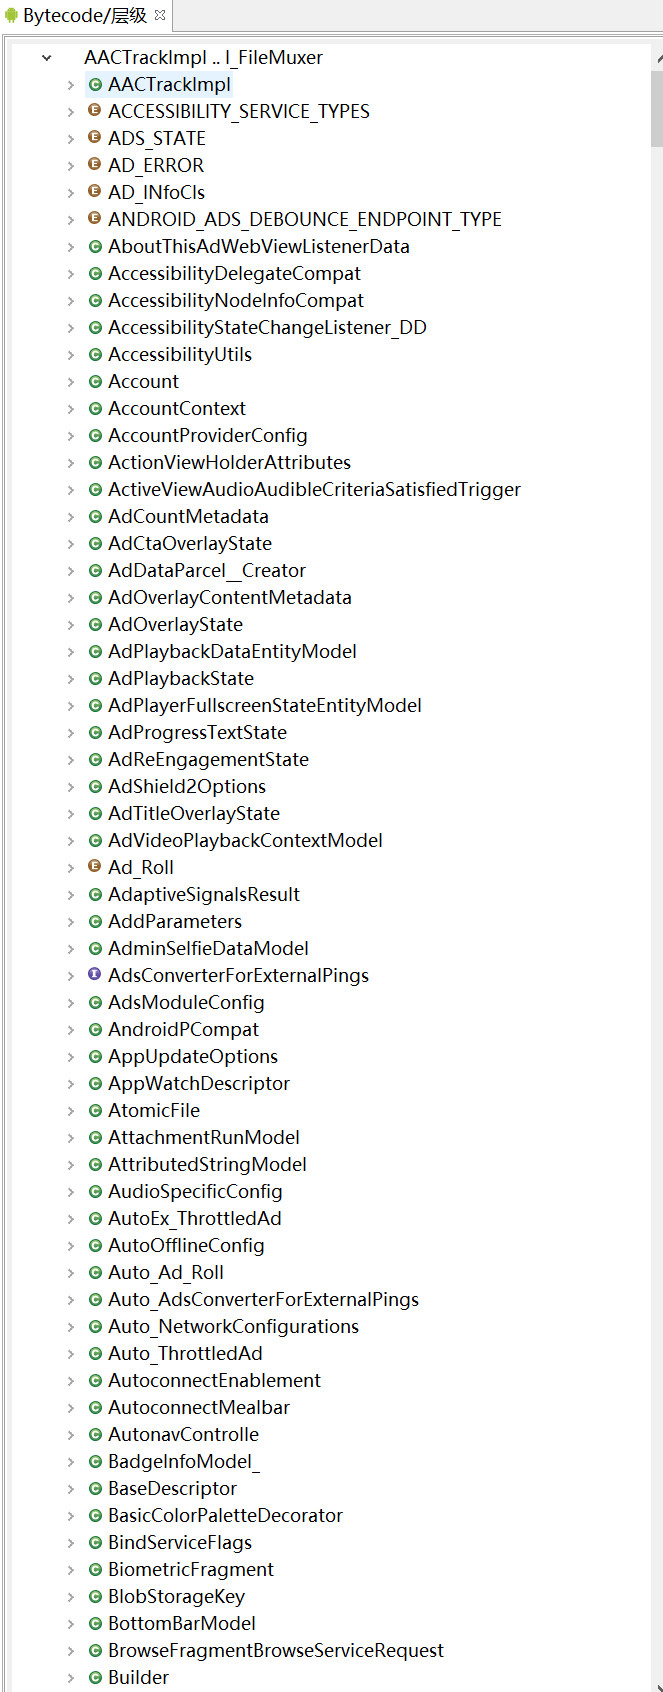 Bytecode/层级
AACTrackImpl .. I_FileMuxer
AACTrackImpl
ACCESSIBILITY_SERVICE_TYPES
ADS_STATE
AD_ERROR
AD_INfoCls
ANDROID_ADS_DEBOUNCE_ENDPOINT_TYPE
AboutThisAdWebViewListenerData
AccessibilityDelegateCompat
AccessibilityNodeInfoCompat
AccessibilityStateChangeListener_DD
AccessibilityUtils
Account
AccountContext
AccountProviderConfig
ActionViewHolderAttributes
ActiveViewAudioAudibleCriteriaSatisfiedTrigger
AdCountMetadata
AdCtaOverlayState
AdDataParcel__Creator
AdOverlayContentMetadata
AdOverlayState
AdPlaybackDataEntityModel
AdPlaybackState
AdPlayerFullscreenStateEntityModel
AdProgressTextState
AdReEngagementState
AdShield2Options
AdTitleOverlayState
AdVideoPlaybackContextModel
Ad_Roll
AdaptiveSignalsResult
AddParameters
AdminSelfieDataModel
AdsConverterForExternalPings
AdsModuleConfig
AndroidPCompat
AppUpdateOptions
AppWatchDescriptor
AtomicFile
AttachmentRunModel
AttributedStringModel
AudioSpecificConfig
AutoEx_ThrottledAd
AutoOfflineConfig
Auto_Ad_Roll
Auto_AdsConverterForExternalPings
Auto_NetworkConfigurations
Auto_ThrottledAd
AutoconnectEnablement
AutoconnectMealbar
AutonavControlle
BadgeInfoModel_
BaseDescriptor
BasicColorPaletteDecorator
BindServiceFlags
BiometricFragment
BlobStorageKey
BottomBarModel
BrowseFragmentBrowseServiceRequest
Builder